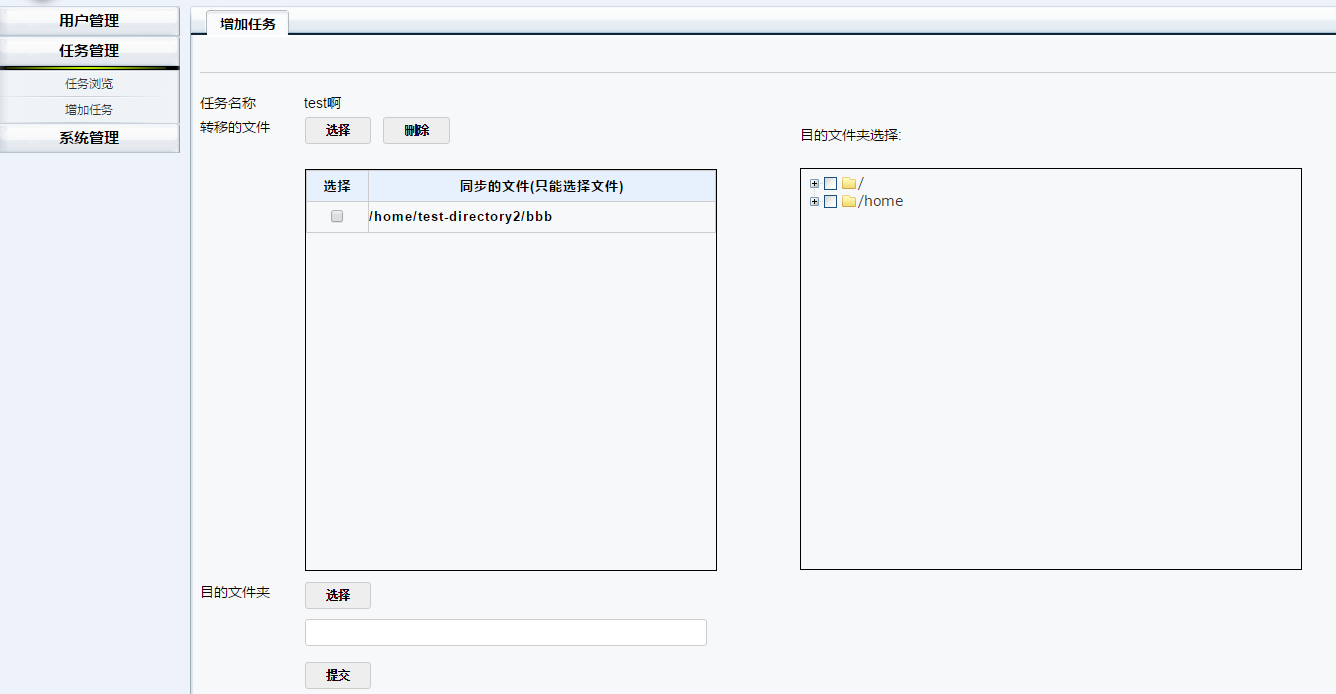 用户管理
任务管理
任务浏览
增加任务
系统管理
增加任务
任务名称
test啊
转移的文件
选择
删除
选择
同步的文件(只能选择文件)
/home/test-directory2/bbb
目的文件夹
选择
提交
目的文件夹选择:
/
/home